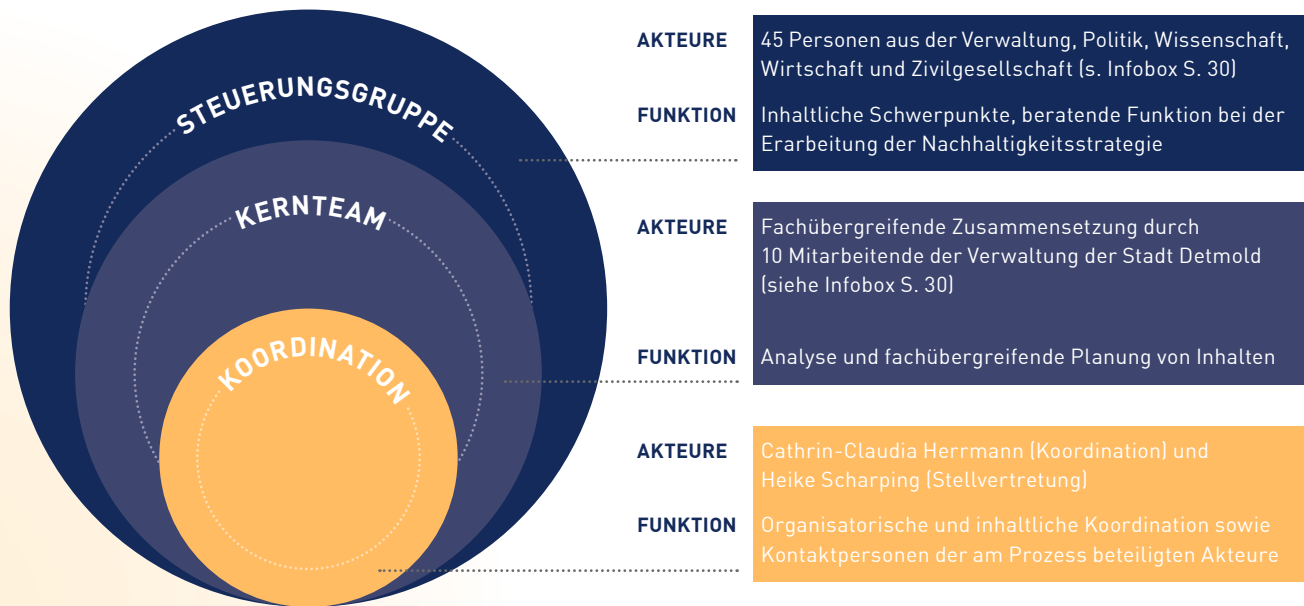 STEUERUNGSGRUPPE
AKTEURE
45 Personen aus der Verwaltung, Politik, Wissenschaft,
Wirtschaft und Zivilgesellschaft (s. Infobox S. 30)
FUNKTION
Inhaltliche Schwerpunkte, beratende Funktion bei der
Erarbeitung der Nachhaltigkeitsstrategie
KERNTEAM
AKTEURE
Fachübergreifende Zusammensetzung durch
10 Mitarbeitende der Verwaltung der Stadt Detmold
(siehe Infobox S. 30)
FUNKTION
Analyse und fachübergreifende Planung von Inhalten
KOORDINATION
AKTEURE
Cathrin-Claudia Herrmann (Koordination) und
Heike Scharping (Stellvertretung)
FUNKTION
Organisatorische und inhaltliche Koordination sowie
Kontaktpersonen der am Prozess beteiligten Akteure